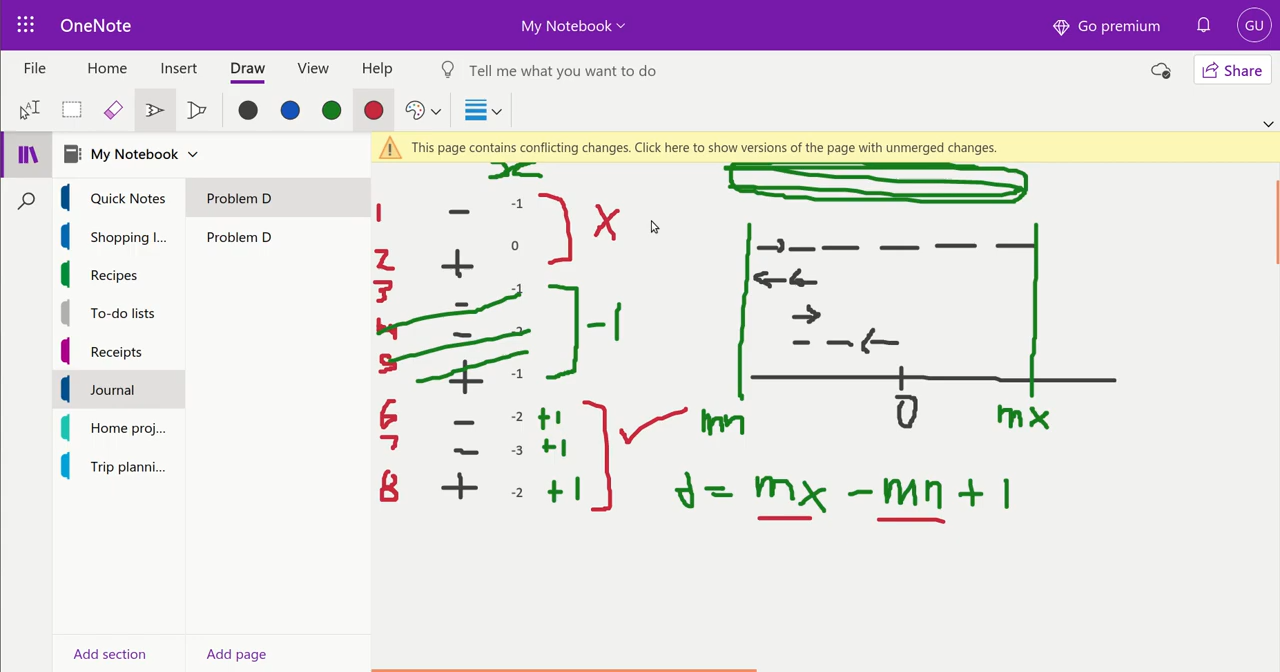 OneNote
My Notebook
Go premium
GU
File Home Insert Draw View Help Tell me what you want to do
Share
My Notebook
This page contains conflicting changes. Click here to show versions of the page with unmerged changes.
Quick Notes
Shopping l...
Recipes
To-do lists
Receipts
Journal
Home proj...
Trip planni...
Add section
Problem D
Problem D
Add page
x
1 - -1
2 + 0
3 - -1
4 - -2
5 + -1
6 - -2 +1
7 - -3 +1
8 + -2 +1
-1
0
mn
mx
d = mx - mn + 1